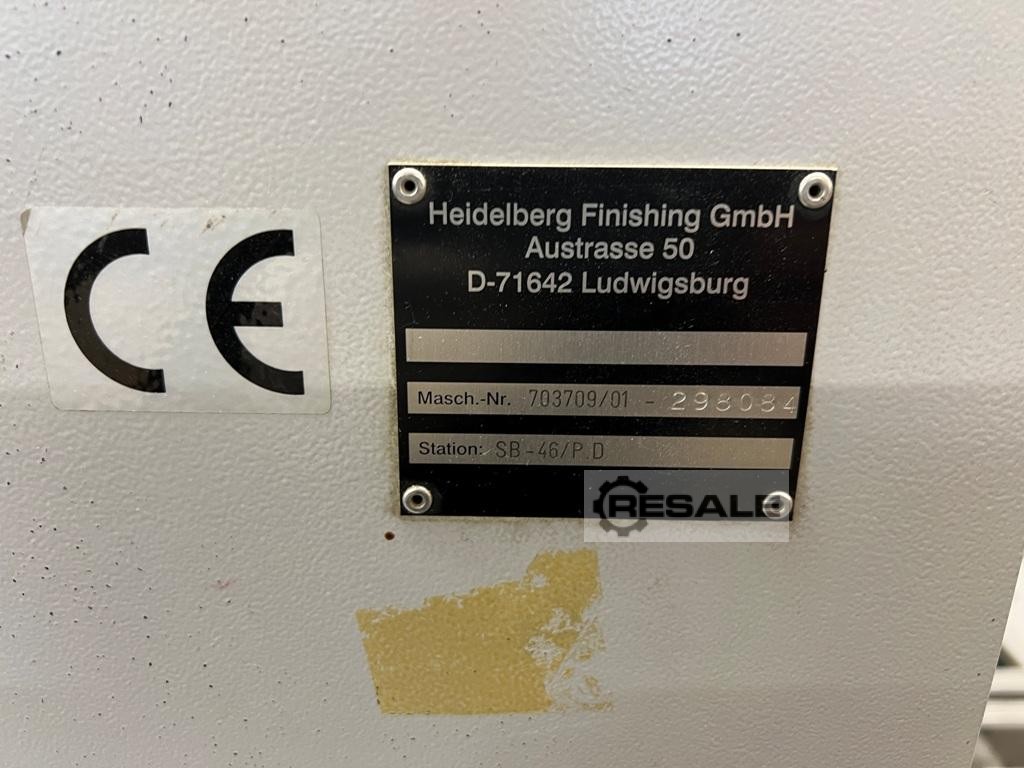 CE
Heidelberg Finishing GmbH
Austrasse 50
D-71642 Ludwigsburg
Masch.-Nr. 703709/01 - 298084
Station: SB-46/P.D
RESALE